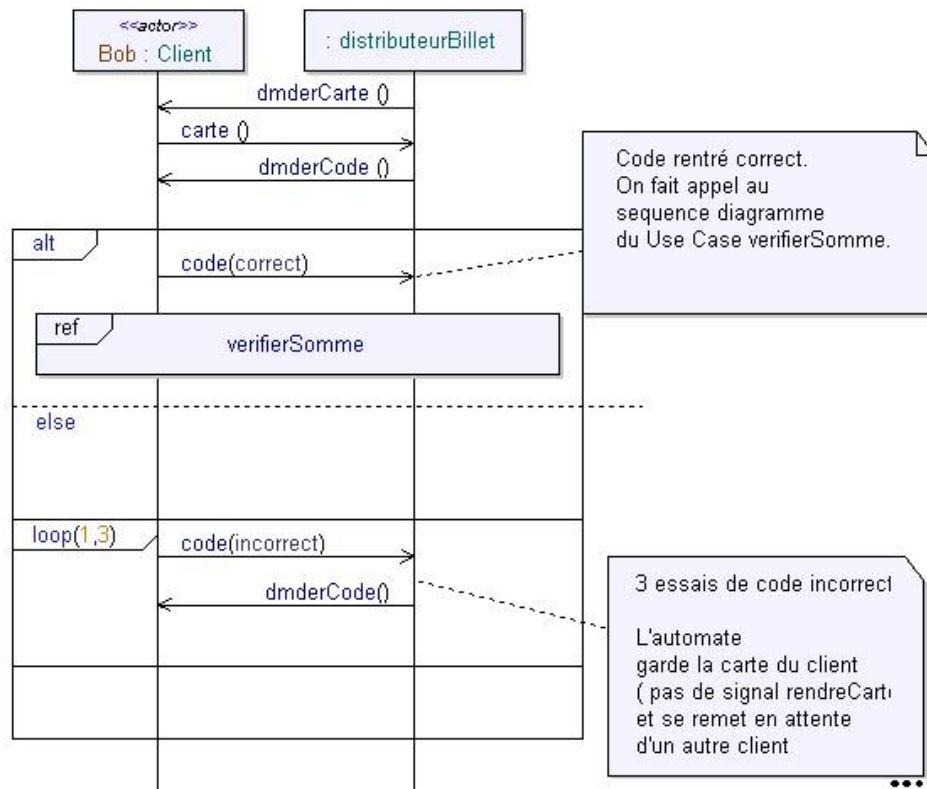 <<actor>>
Bob : Client
: distributeurBillet
dmderCarte ()
carte ()
dmderCode ()
Code rentré correct.
On fait appel au
sequence diagramme
du Use Case verifierSomme.
alt
code(correct)
ref
verifierSomme
else
loop(1,3)
code(incorrect)
dmderCode()
3 essais de code incorrect
L'automate
garde la carte du client
( pas de signal rendreCart
et se remet en attente
d'un autre client
•••